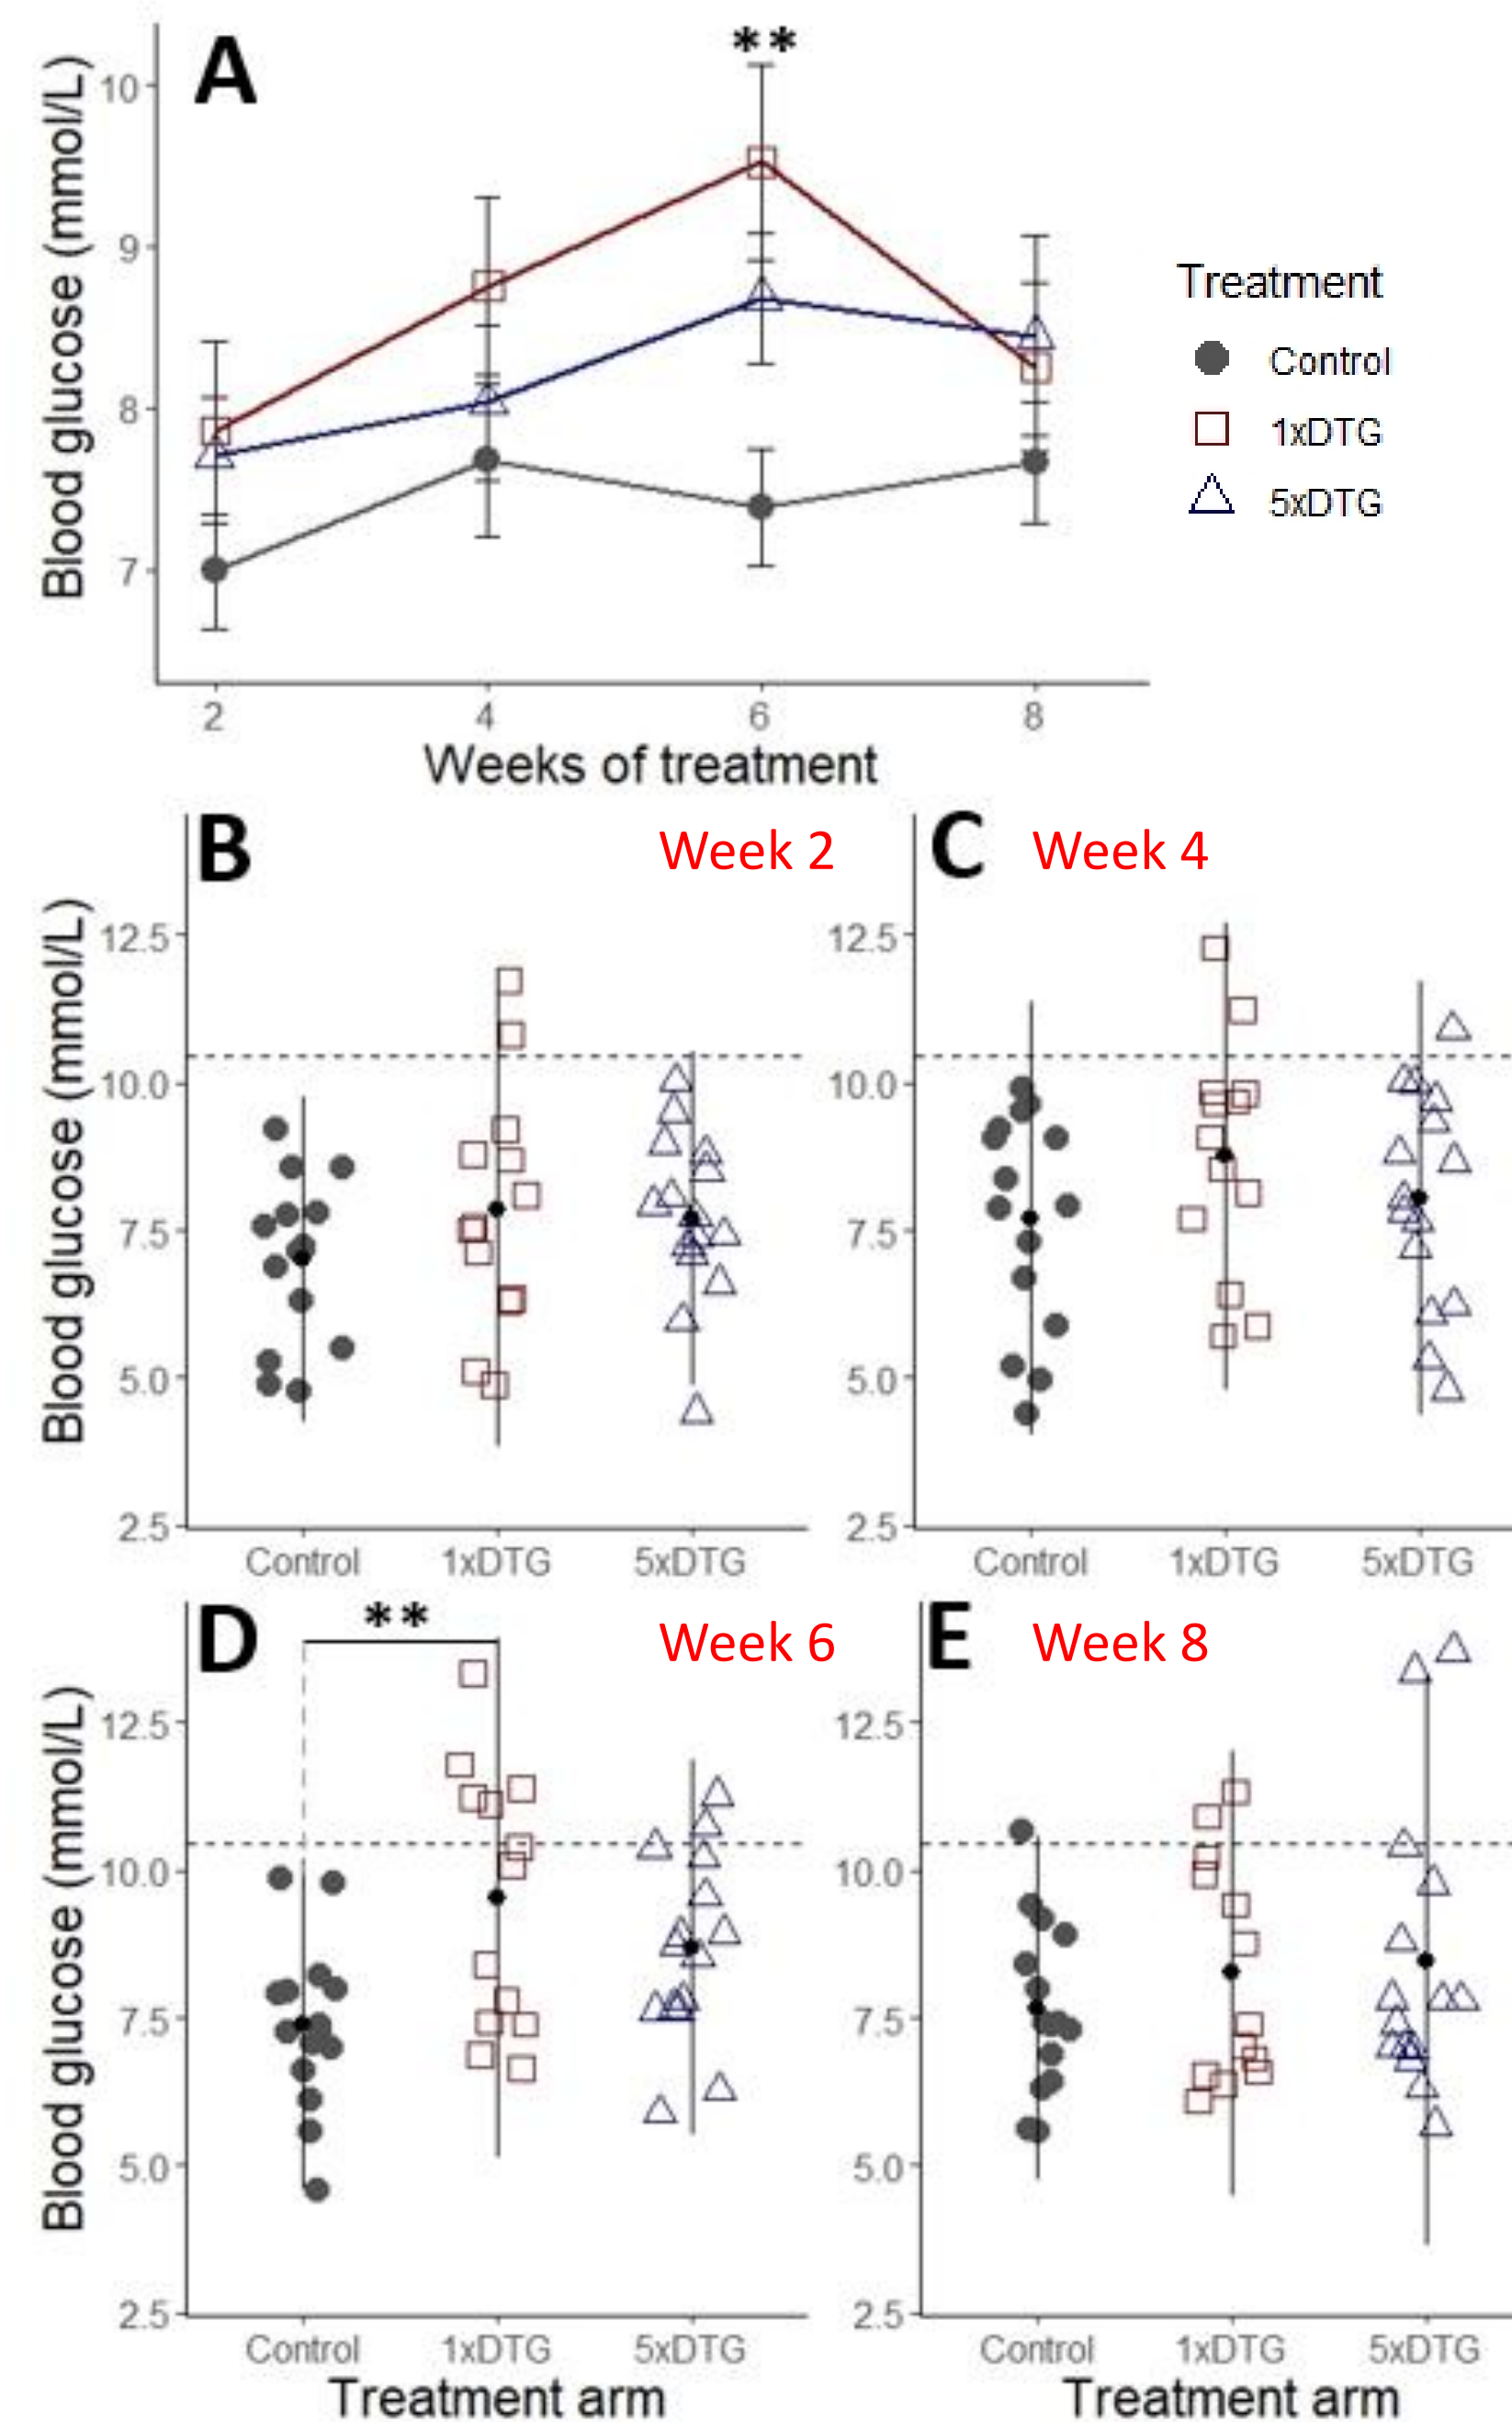 A
**
Blood glucose (mmol/L)
10
9
8
7
2
4
6
8
Weeks of treatment
Treatment
Control
1xDTG
5xDTG
B
Week 2
Blood glucose (mmol/L)
12.5
10.0
7.5
5.0
2.5
Control
1xDTG
5xDTG
C
Week 4
12.5
10.0
7.5
5.0
2.5
Control
1xDTG
5xDTG
D
**
Week 6
Blood glucose (mmol/L)
12.5
10.0
7.5
5.0
2.5
Control
1xDTG
5xDTG
Treatment arm
E
Week 8
12.5
10.0
7.5
5.0
2.5
Control
1xDTG
5xDTG
Treatment arm